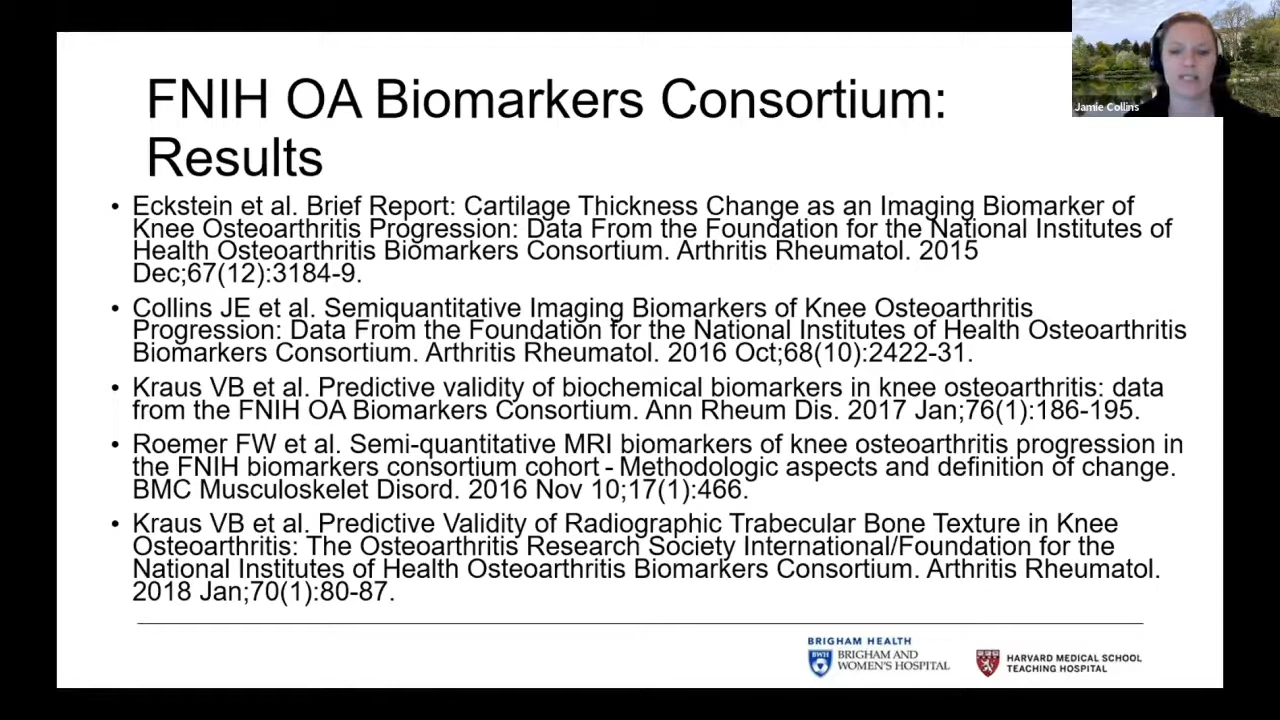 Jamie Collins
FNIH OA Biomarkers Consortium:
Results
• Eckstein et al. Brief Report: Cartilage Thickness Change as an Imaging Biomarker of
Knee Osteoarthritis Progression: Data From the Foundation for the National Institutes of
Health Osteoarthritis Biomarkers Consortium. Arthritis Rheumatol. 2015
Dec;67(12):3184-9.
• Collins JE et al. Semiquantitative Imaging Biomarkers of Knee Osteoarthritis
Progression: Data From the Foundation for the National Institutes of Health Osteoarthritis
Biomarkers Consortium. Arthritis Rheumatol. 2016 Oct;68(10):2422-31.
• Kraus VB et al. Predictive validity of biochemical biomarkers in knee osteoarthritis: data
from the FNIH OA Biomarkers Consortium. Ann Rheum Dis. 2017 Jan;76(1):186-195.
• Roemer FW et al. Semi-quantitative MRI biomarkers of knee osteoarthritis progression in
the FNIH biomarkers consortium cohort - Methodologic aspects and definition of change.
BMC Musculoskelet Disord. 2016 Nov 10;17(1):466.
• Kraus VB et al. Predictive Validity of Radiographic Trabecular Bone Texture in Knee
Osteoarthritis: The Osteoarthritis Research Society International/Foundation for the
National Institutes of Health Osteoarthritis Biomarkers Consortium. Arthritis Rheumatol.
2018 Jan;70(1):80-87.
BRIGHAM HEALTH
BWH
BRIGHAM AND
WOMEN'S HOSPITAL
HARVARD MEDICAL SCHOOL
TEACHING HOSPITAL